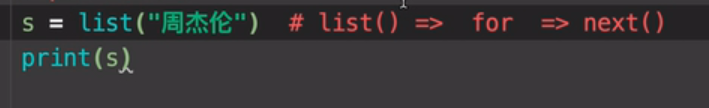 s = list("周杰伦")  # list() =>  for  => next()
print(s)